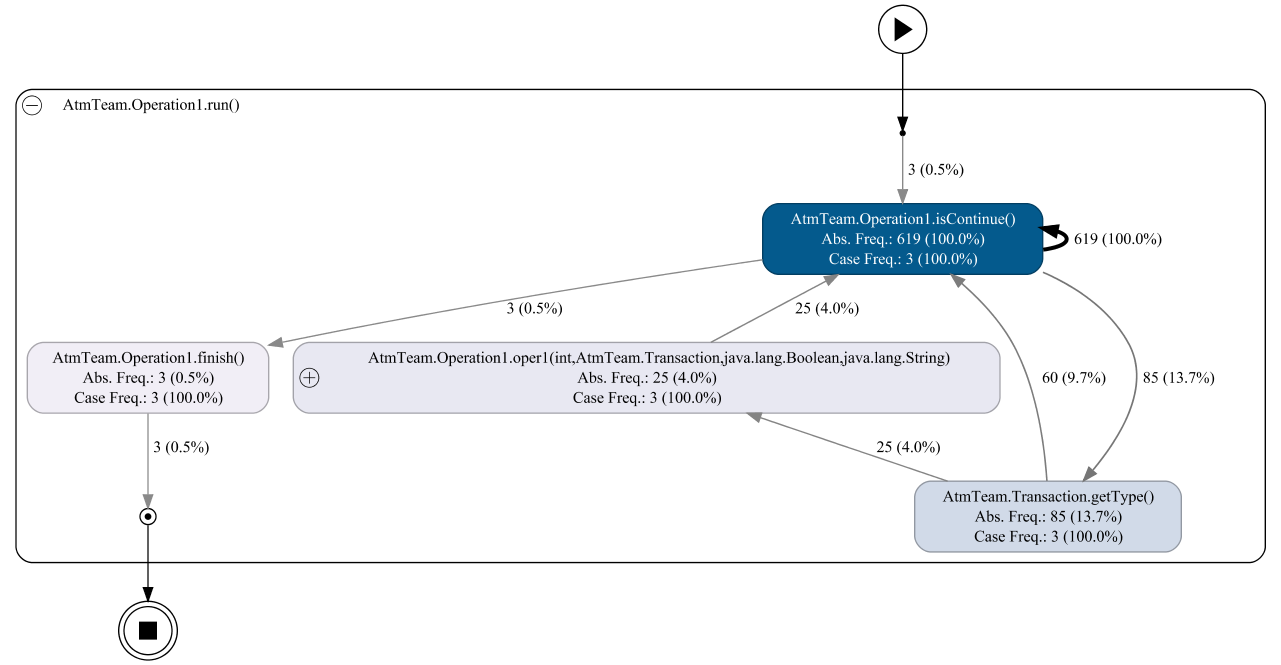 AtmTeam.Operation1.run()
3 (0.5%)
AtmTeam.Operation1.isContinue()
Abs. Freq.: 619 (100.0%)
Case Freq.: 3 (100.0%)
619 (100.0%)
3 (0.5%)
25 (4.0%)
AtmTeam.Operation1.finish()
Abs. Freq.: 3 (0.5%)
Case Freq.: 3 (100.0%)
AtmTeam.Operation1.oper1(int,AtmTeam.Transaction,java.lang.Boolean,java.lang.String)
Abs. Freq.: 25 (4.0%)
Case Freq.: 3 (100.0%)
60 (9.7%)
85 (13.7%)
3 (0.5%)
25 (4.0%)
AtmTeam.Transaction.getType()
Abs. Freq.: 85 (13.7%)
Case Freq.: 3 (100.0%)